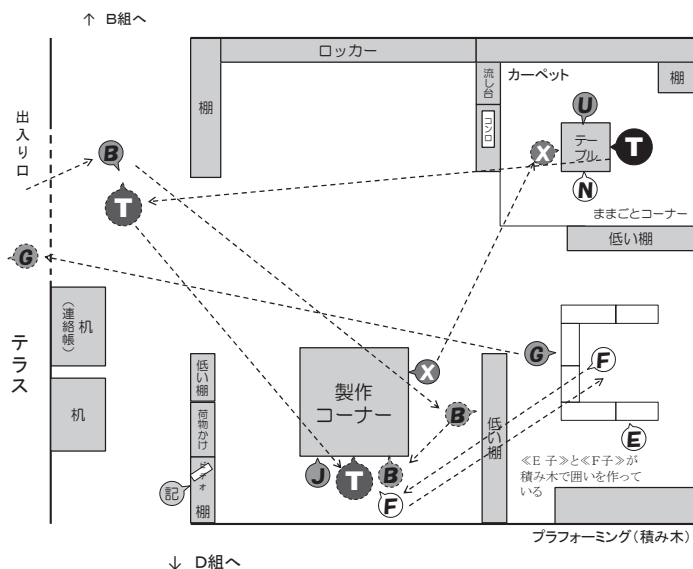 ↑ B組へ
ロッカー
棚
流し台
コンロ
カーペット
棚
出入り口
B
T
U
X
テーブル
T
N
ままごとコーナー
低い棚
G
テラス
机
（連絡帳）
机
低い棚
荷物かけ
ビデオ
棚
記
製作
コーナー
X
B
J
T
B
F
低い棚
G
F
E
≪E 子≫と≪F子≫が
積み木で囲いを作って
いる
プラフォーミング（積み木）
↓ D組へ